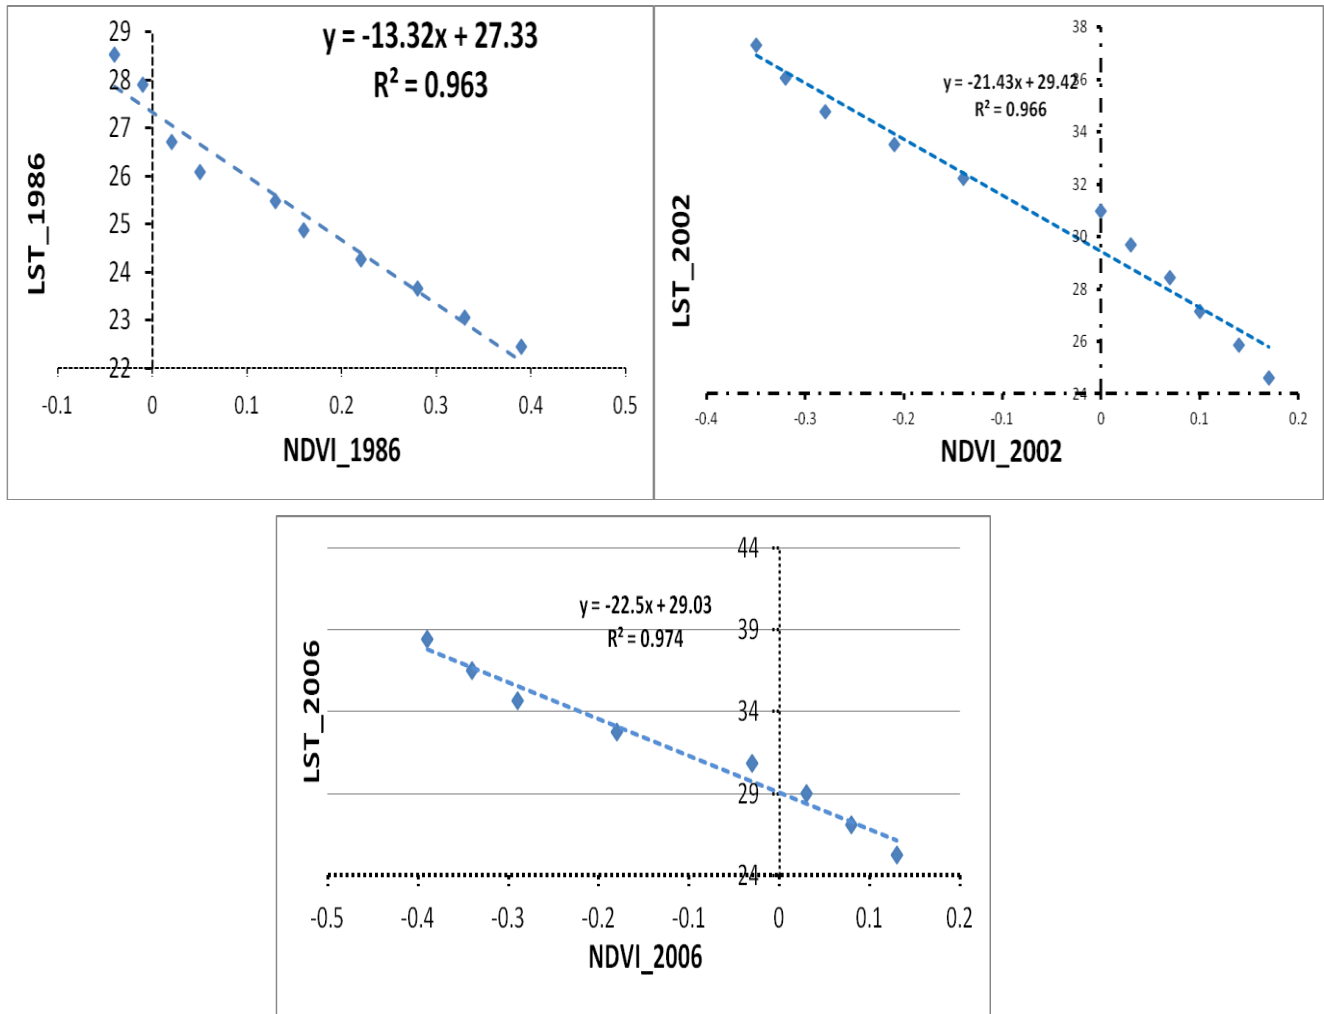 y = -13.32x + 27.33
R² = 0.963
LST_1986
29
28
27
26
25
24
23
22
-0.1 0 0.1 0.2 0.3 0.4 0.5
NDVI_1986
y = -21.43x + 29.42
R² = 0.966
LST_2002
38
36
34
32
30
28
26
24
-0.4 -0.3 -0.2 -0.1 0 0.1 0.2
NDVI_2002
y = -22.5x + 29.03
R² = 0.974
LST_2006
44
39
34
29
24
-0.5 -0.4 -0.3 -0.2 -0.1 0 0.1 0.2
NDVI_2006